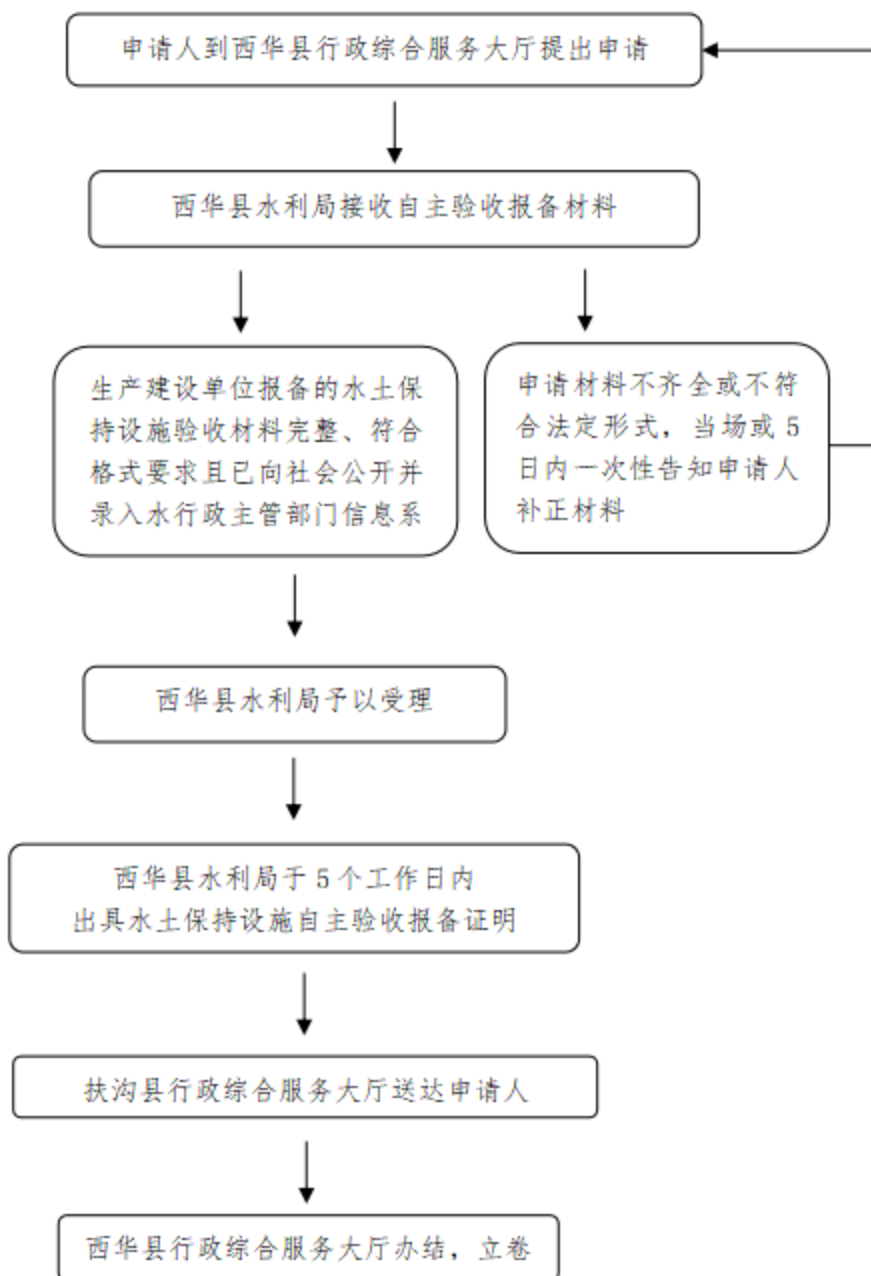 申请人到西华县行政综合服务大厅提出申请
西华县水利局接收自主验收报备材料
生产建设单位报备的水土保
持设施验收材料完整、符合
格式要求且已向社会公开并
录入水行政主管部门信息系
申请材料不齐全或不符
合法定形式，当场或 5
日内一次性告知申请人
补正材料
西华县水利局予以受理
西华县水利局于 5 个工作日内
出具水土保持设施自主验收报备证明
扶沟县行政综合服务大厅送达申请人
西华县行政综合服务大厅办结，立卷